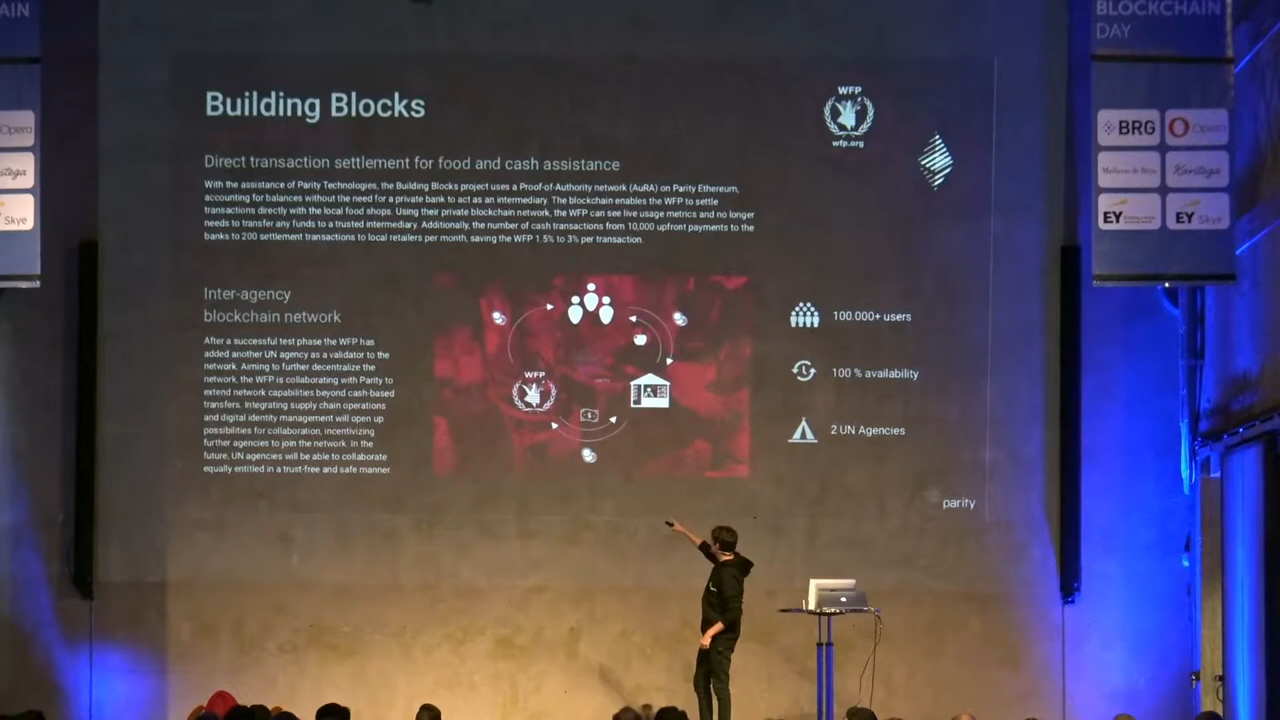 AIN
BLOCKCHAIN
DAY
Building Blocks
WFP
wfp.org
Direct transaction settlement for food and cash assistance
With the assistance of Parity Technologies, the Building Blocks project uses a Proof-of-Authority network (AuRA) on Parity Ethereum,
accounting for balances without the need for a private bank to act as an intermediary. The blockchain enables the WFP to settle
transactions directly with the local food shops. Using their private blockchain network, the WFP can see live usage metrics and no longer
needs to transfer any funds to a trusted intermediary. Additionally, the number of cash transactions from 10,000 upfront payments to the
banks to 200 settlement transactions to local retailers per month, saving the WFP 1.5% to 3% per transaction.
Inter-agency
blockchain network
After a successful test phase the WFP has
added another UN agency as a validator to the
network. Aiming to further decentralize the
network, the WFP is collaborating with Parity to
extend network capabilities beyond cash-based
transfers. Integrating supply chain operations
and digital identity management will open up
possibilities for collaboration, incentivizing
further agencies to join the network. In the
future, UN agencies will be able to collaborate
equally entitled in a trust-free and safe manner.
WFP
100.000+ users
100 % availability
2 UN Agencies
parity
Opera
Skye
BRG
Opera
Karstega
EY
EY Skye